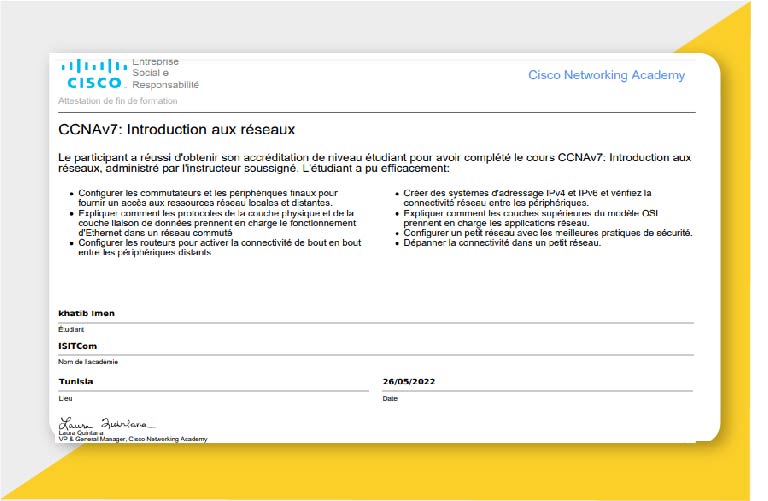 Entreprise
Social e
CISCO. Responsabilité
Cisco Networking Academy
Attestation de fin de formation
CCNAv7: Introduction aux réseaux
Le participant a réussi d'obtenir son accréditation de niveau étudiant pour avoir complété le cours CCNAv7: Introduction aux
réseaux, administré par l'instructeur soussigné. L'étudiant a pu efficacement:
• Configurer les commutateurs et les périphériques finaux pour
fournir un accès aux ressources réseau locales et distantes.
• Expliquer comment les protocoles de la couche physique et de la
couche liaison de données prennent en charge le fonctionnement
d'Ethernet dans un réseau commuté
• Configurer les routeurs pour activer la connectivité de bout en bout
entre les périphériques distants
• Créer des systèmes d'adressage IPv4 et IPv6 et vérifiez la
connectivité réseau entre les périphériques.
• Expliquer comment les couches supérieures du modèle OSI
prennent en charge les applications réseau.
• Configurer un petit réseau avec les meilleures pratiques de sécurité.
• Dépanner la connectivité dans un petit réseau.
khatib Imen
Étudiant
ISITCom
Nom de l'académie
Tunisia
Lieu
26/05/2022
Date
Laura Quintana
Laura Quintana
VP & General Manager, Cisco Networking Academy